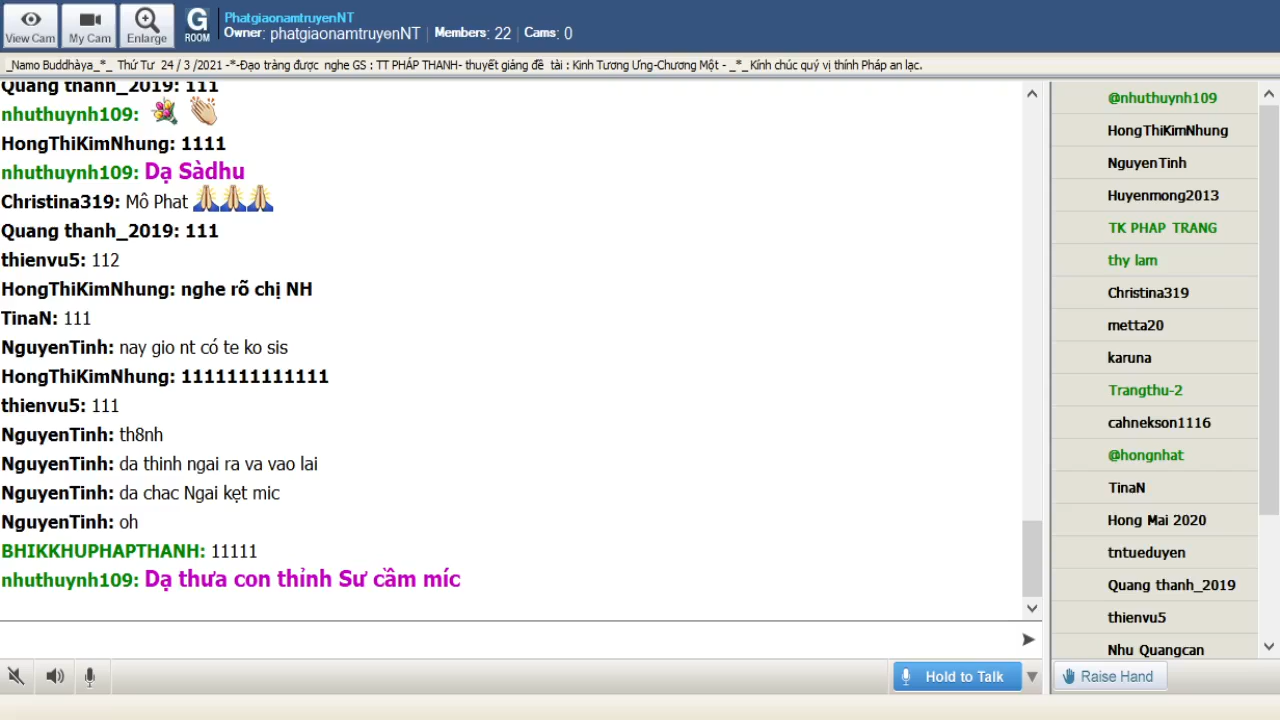 View Cam
My Cam
Enlarge
G
ROOM
PhatgiaonamtruyenNT
Owner: phatgiaonamtruyenNT | Members: 22 | Cams: 0
_Namo Buddhàya_*_ Thứ Tư 24 / 3 /2021 -*-Đạo tràng được nghe GS : TT PHÁP THANH- thuyết giảng đề tài : Kinh Tương Ưng-Chương Một - _*_Kính chúc quý vị thính Pháp an lạc.
Quang thanh_2019: 111
nhuthuynh109:
HongThiKimNhung: 1111
nhuthuynh109: Dạ Sàdhu
Christina319: Mô Phat
Quang thanh_2019: 111
thienvu5: 112
HongThiKimNhung: nghe rõ chị NH
TinaN: 111
NguyenTinh: nay gio nt có te ko sis
HongThiKimNhung: 1111111111111
thienvu5: 111
NguyenTinh: th8nh
NguyenTinh: da thinh ngai ra va vao lai
NguyenTinh: da chac Ngai kẹt mic
NguyenTinh: oh
BHIKKHUPHAPTHANH: 11111
nhuthuynh109: Dạ thưa con thỉnh Sư cầm míc
@nhuthuynh109
HongThiKimNhung
NguyenTinh
Huyenmong2013
TK PHAP TRANG
thy lam
Christina319
metta20
karuna
Trangthu-2
cahnekson1116
@hongnhat
TinaN
Hong Mai 2020
tntueduyen
Quang thanh_2019
thienvu5
Nhu Quangcan
Hold to Talk
Raise Hand